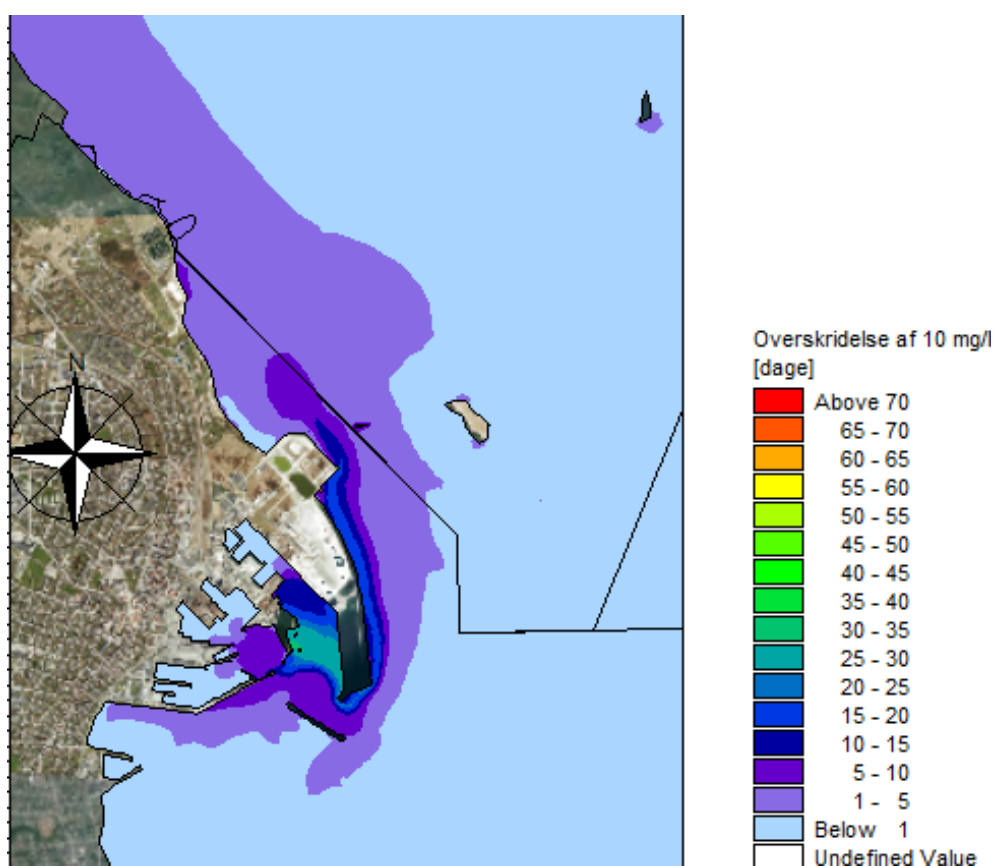 N
Overskridelse af 10 mg/l
[dage]
Above 70
65 - 70
60 - 65
55 - 60
50 - 55
45 - 50
40 - 45
35 - 40
30 - 35
25 - 30
20 - 25
15 - 20
10 - 15
5 - 10
1 - 5
Below 1
Undefined Value